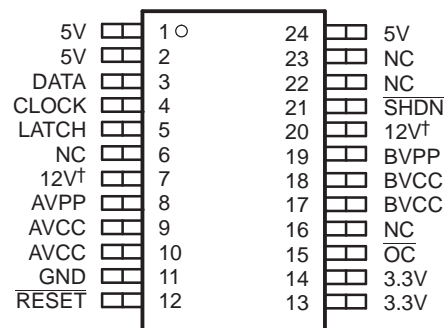 5V 1 24 5V
5V 2 23 NC
DATA 3 22 NC
CLOCK 4 21 SHDN
LATCH 5 20 12V†
NC 6 19 BVPP
12V† 7 18 BVCC
AVPP 8 17 BVCC
AVCC 9 16 NC
AVCC 10 15 OC
GND 11 14 3.3V
RESET 12 13 3.3V